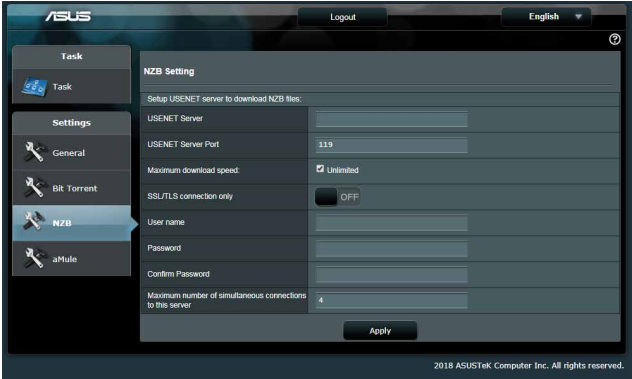 ASUS
Logout
English
Task
Task
Settings
General
Bit Torrent
NZB
aMule
NZB Setting
Setup USENET server to download NZB files:
USENET Server
USENET Server Port
119
Maximum download speed:
Unlimited
SSL/TLS connection only
OFF
User name
Password
Confirm Password
Maximum number of simultaneous connections
to this server
4
Apply
2018 ASUSTeK Computer Inc. All rights reserved.